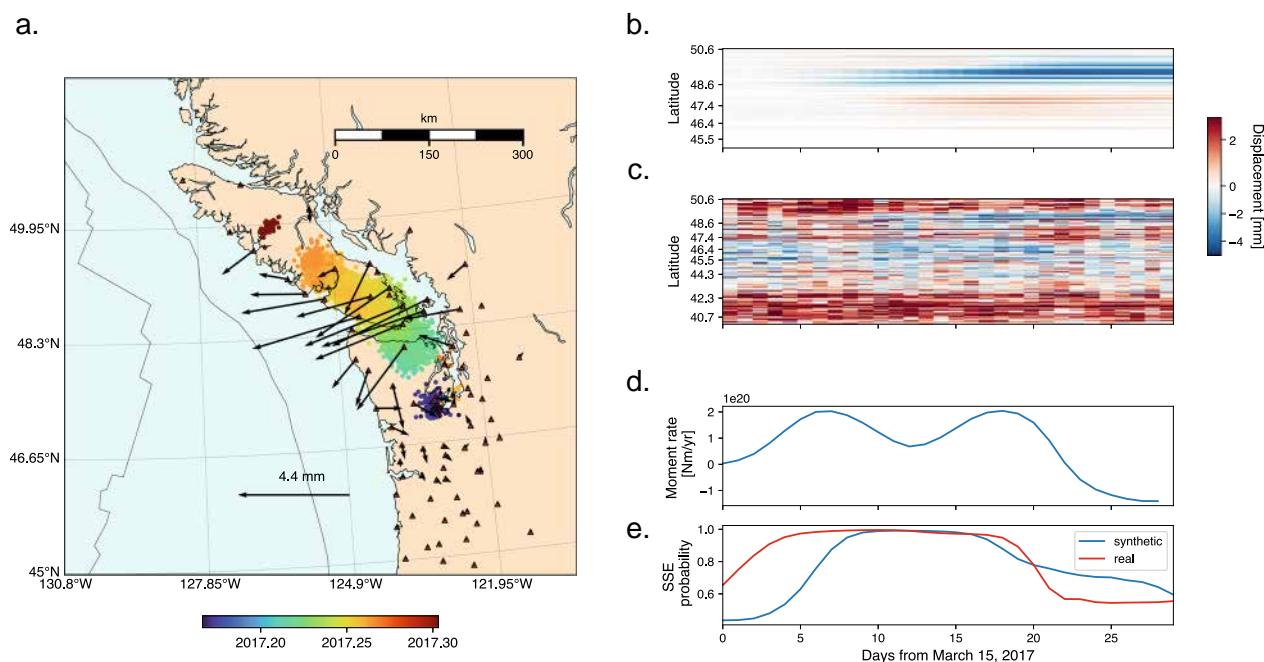 a.
km
0
150
300
49.95°N
48.3°N
46.65°N
45°N
4.4 mm
130.8°W
127.85°W
124.9°W
121.95°W
2017.20
2017.25
2017.30
b.
50.6
48.6
47.4
46.4
45.5
Latitude
c.
50.6
48.6
47.4
46.4
45.5
44.3
42.3
40.7
Latitude
2
0
−2
−4
Displacement [mm]
d.
1e20
2
1
0
−1
Moment rate
[Nm/yr]
e.
1.0
0.8
0.6
SSE
probability
synthetic
real
0
5
10
15
20
25
Days from March 15, 2017